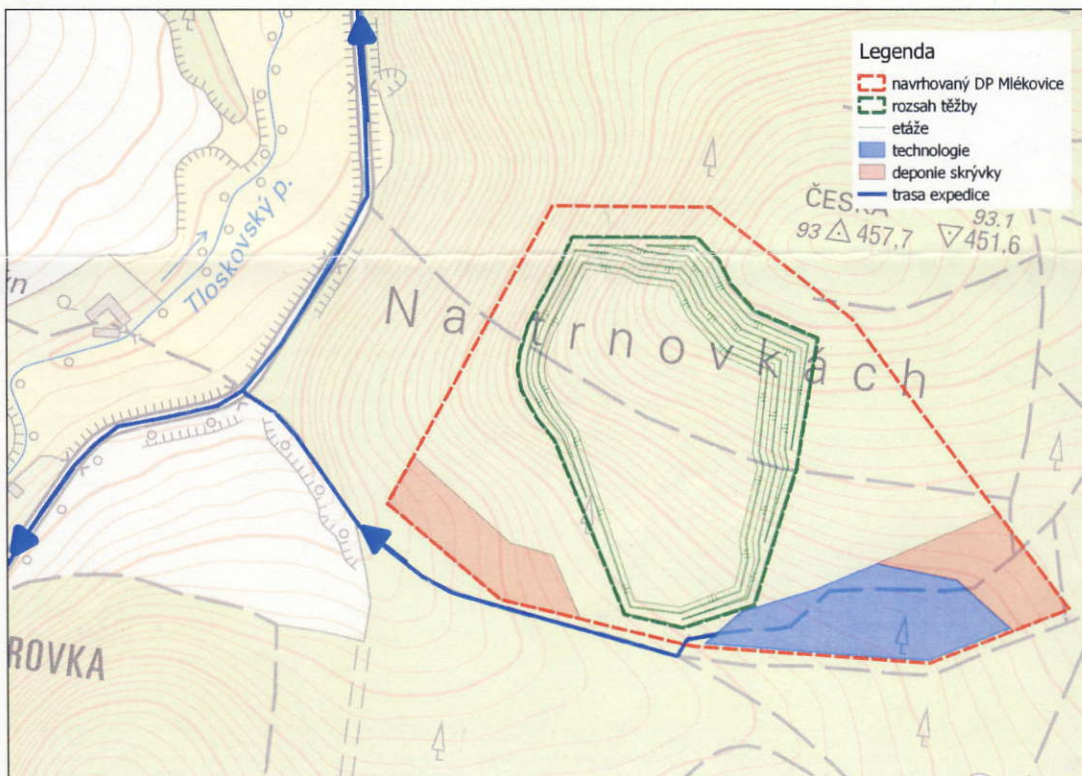 Legenda
navrhovaný DP Mlékovice
rozsah těžby
etáže
technologie
deponie skrývky
trasa expedice
93 457,7
93.1
451.6
Tloskovský p.
Na trnovkách
ROVKA